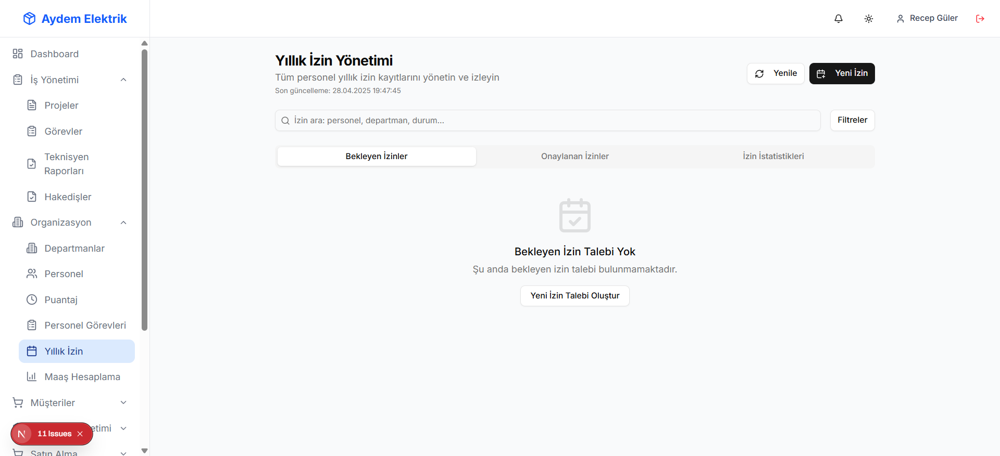 Aydem Elektrik
Recep Güler
Dashboard
İş Yönetimi
Projeler
Görevler
Teknisyen
Raporları
Hakedişler
Organizasyon
Departmanlar
Personel
Puantaj
Personel Görevleri
Yıllık İzin
Maaş Hesaplama
Müşteriler
etimi
N 11 Issues
Satın Alma
Yıllık İzin Yönetimi
Tüm personel yıllık izin kayıtlarını yönetin ve izleyin
Son güncelleme: 28.04.2025 19:47:45
Yenile
Yeni İzin
İzin ara: personel, departman, durum...
Filtreler
Bekleyen İzinler
Onaylanan İzinler
İzin İstatistikleri
Bekleyen İzin Talebi Yok
Şu anda bekleyen izin talebi bulunmamaktadır.
Yeni İzin Talebi Oluştur